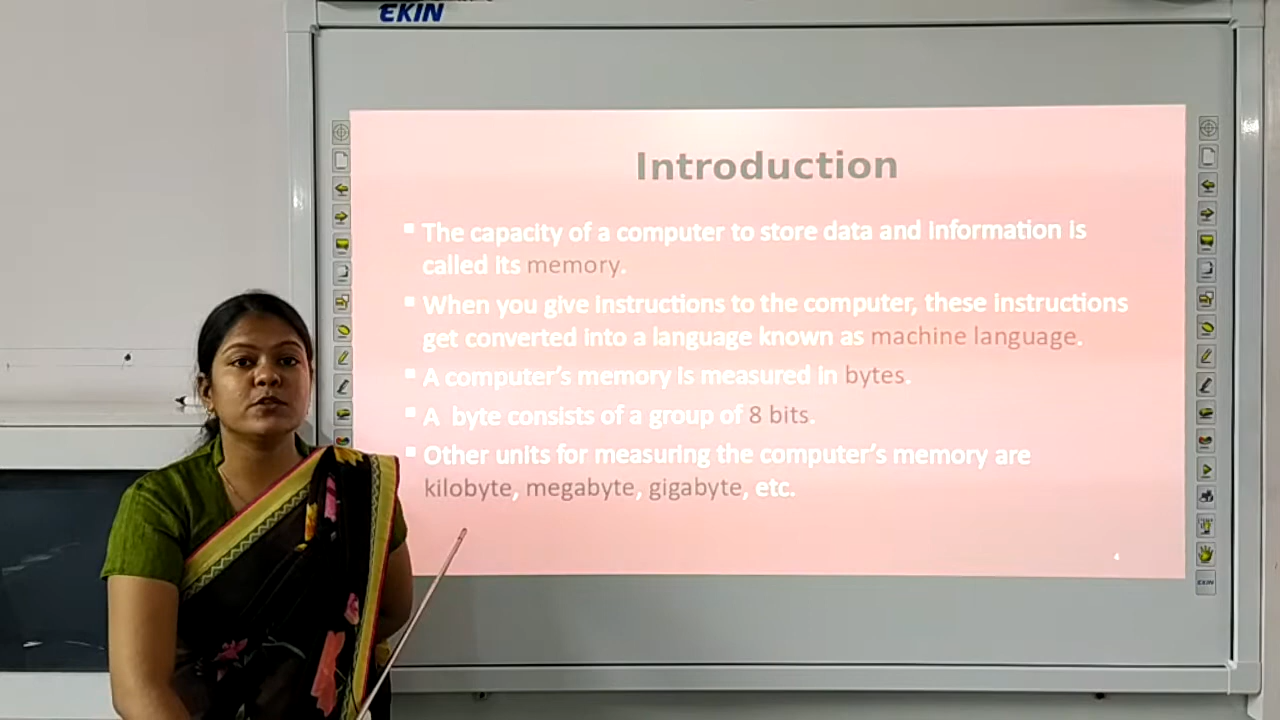 EKIN
Introduction
The capacity of a computer to store data and information is
called its memory.
When you give instructions to the computer, these instructions
get converted into a language known as machine language.
A computer's memory is measured in bytes.
A byte consists of a group of 8 bits.
Other units for measuring the computer's memory are
kilobyte, megabyte, gigabyte, etc.
4
EKIN